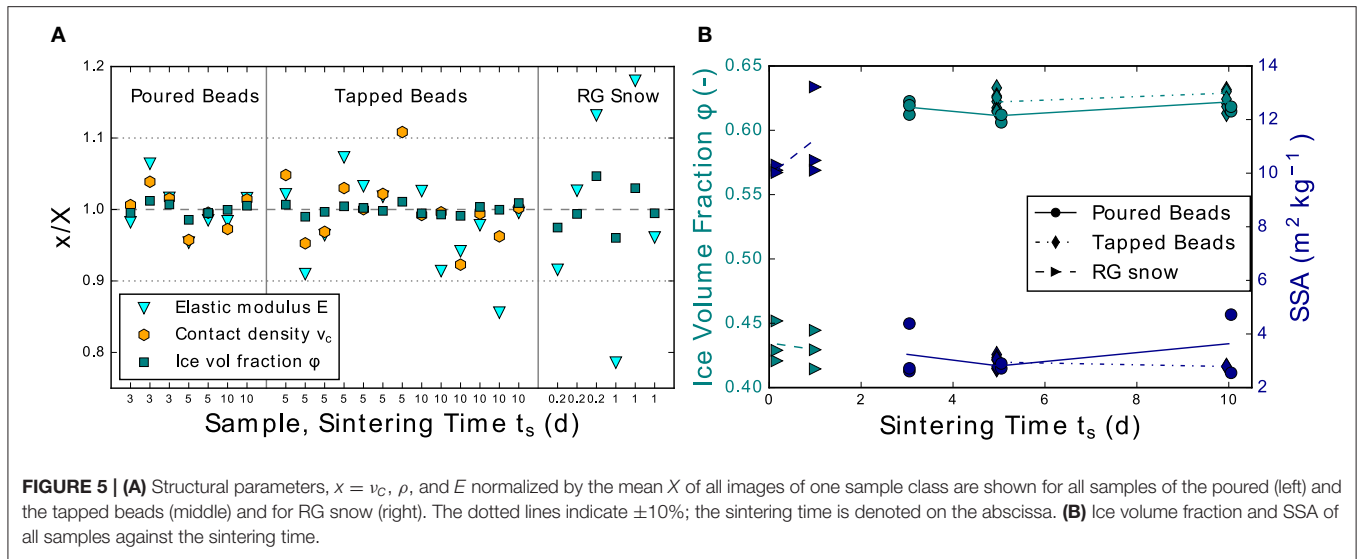 A
B
1.2
1.1
1.0
0.9
0.8
x/X
Poured Beads
Tapped Beads
RG Snow
Elastic modulus E
Contact density νc
Ice vol fraction φ
3 3 3 5 5 10 10 5 5 5 5 5 5 5 10 10 10 10 10 10 0.2 0.2 0.2 1 1 1
Sample, Sintering Time ts (d)
0.65
0.60
0.55
0.50
0.45
0.40
Ice Volume Fraction φ (-)
14
12
10
8
6
4
2
SSA (m² kg⁻¹)
Poured Beads
Tapped Beads
RG snow
0 2 4 6 8 10
Sintering Time ts (d)
FIGURE 5 | (A) Structural parameters, x = νc, ρ, and E normalized by the mean X of all images of one sample class are shown for all samples of the poured (left) and
the tapped beads (middle) and for RG snow (right). The dotted lines indicate ±10%; the sintering time is denoted on the abscissa. (B) Ice volume fraction and SSA of
all samples against the sintering time.